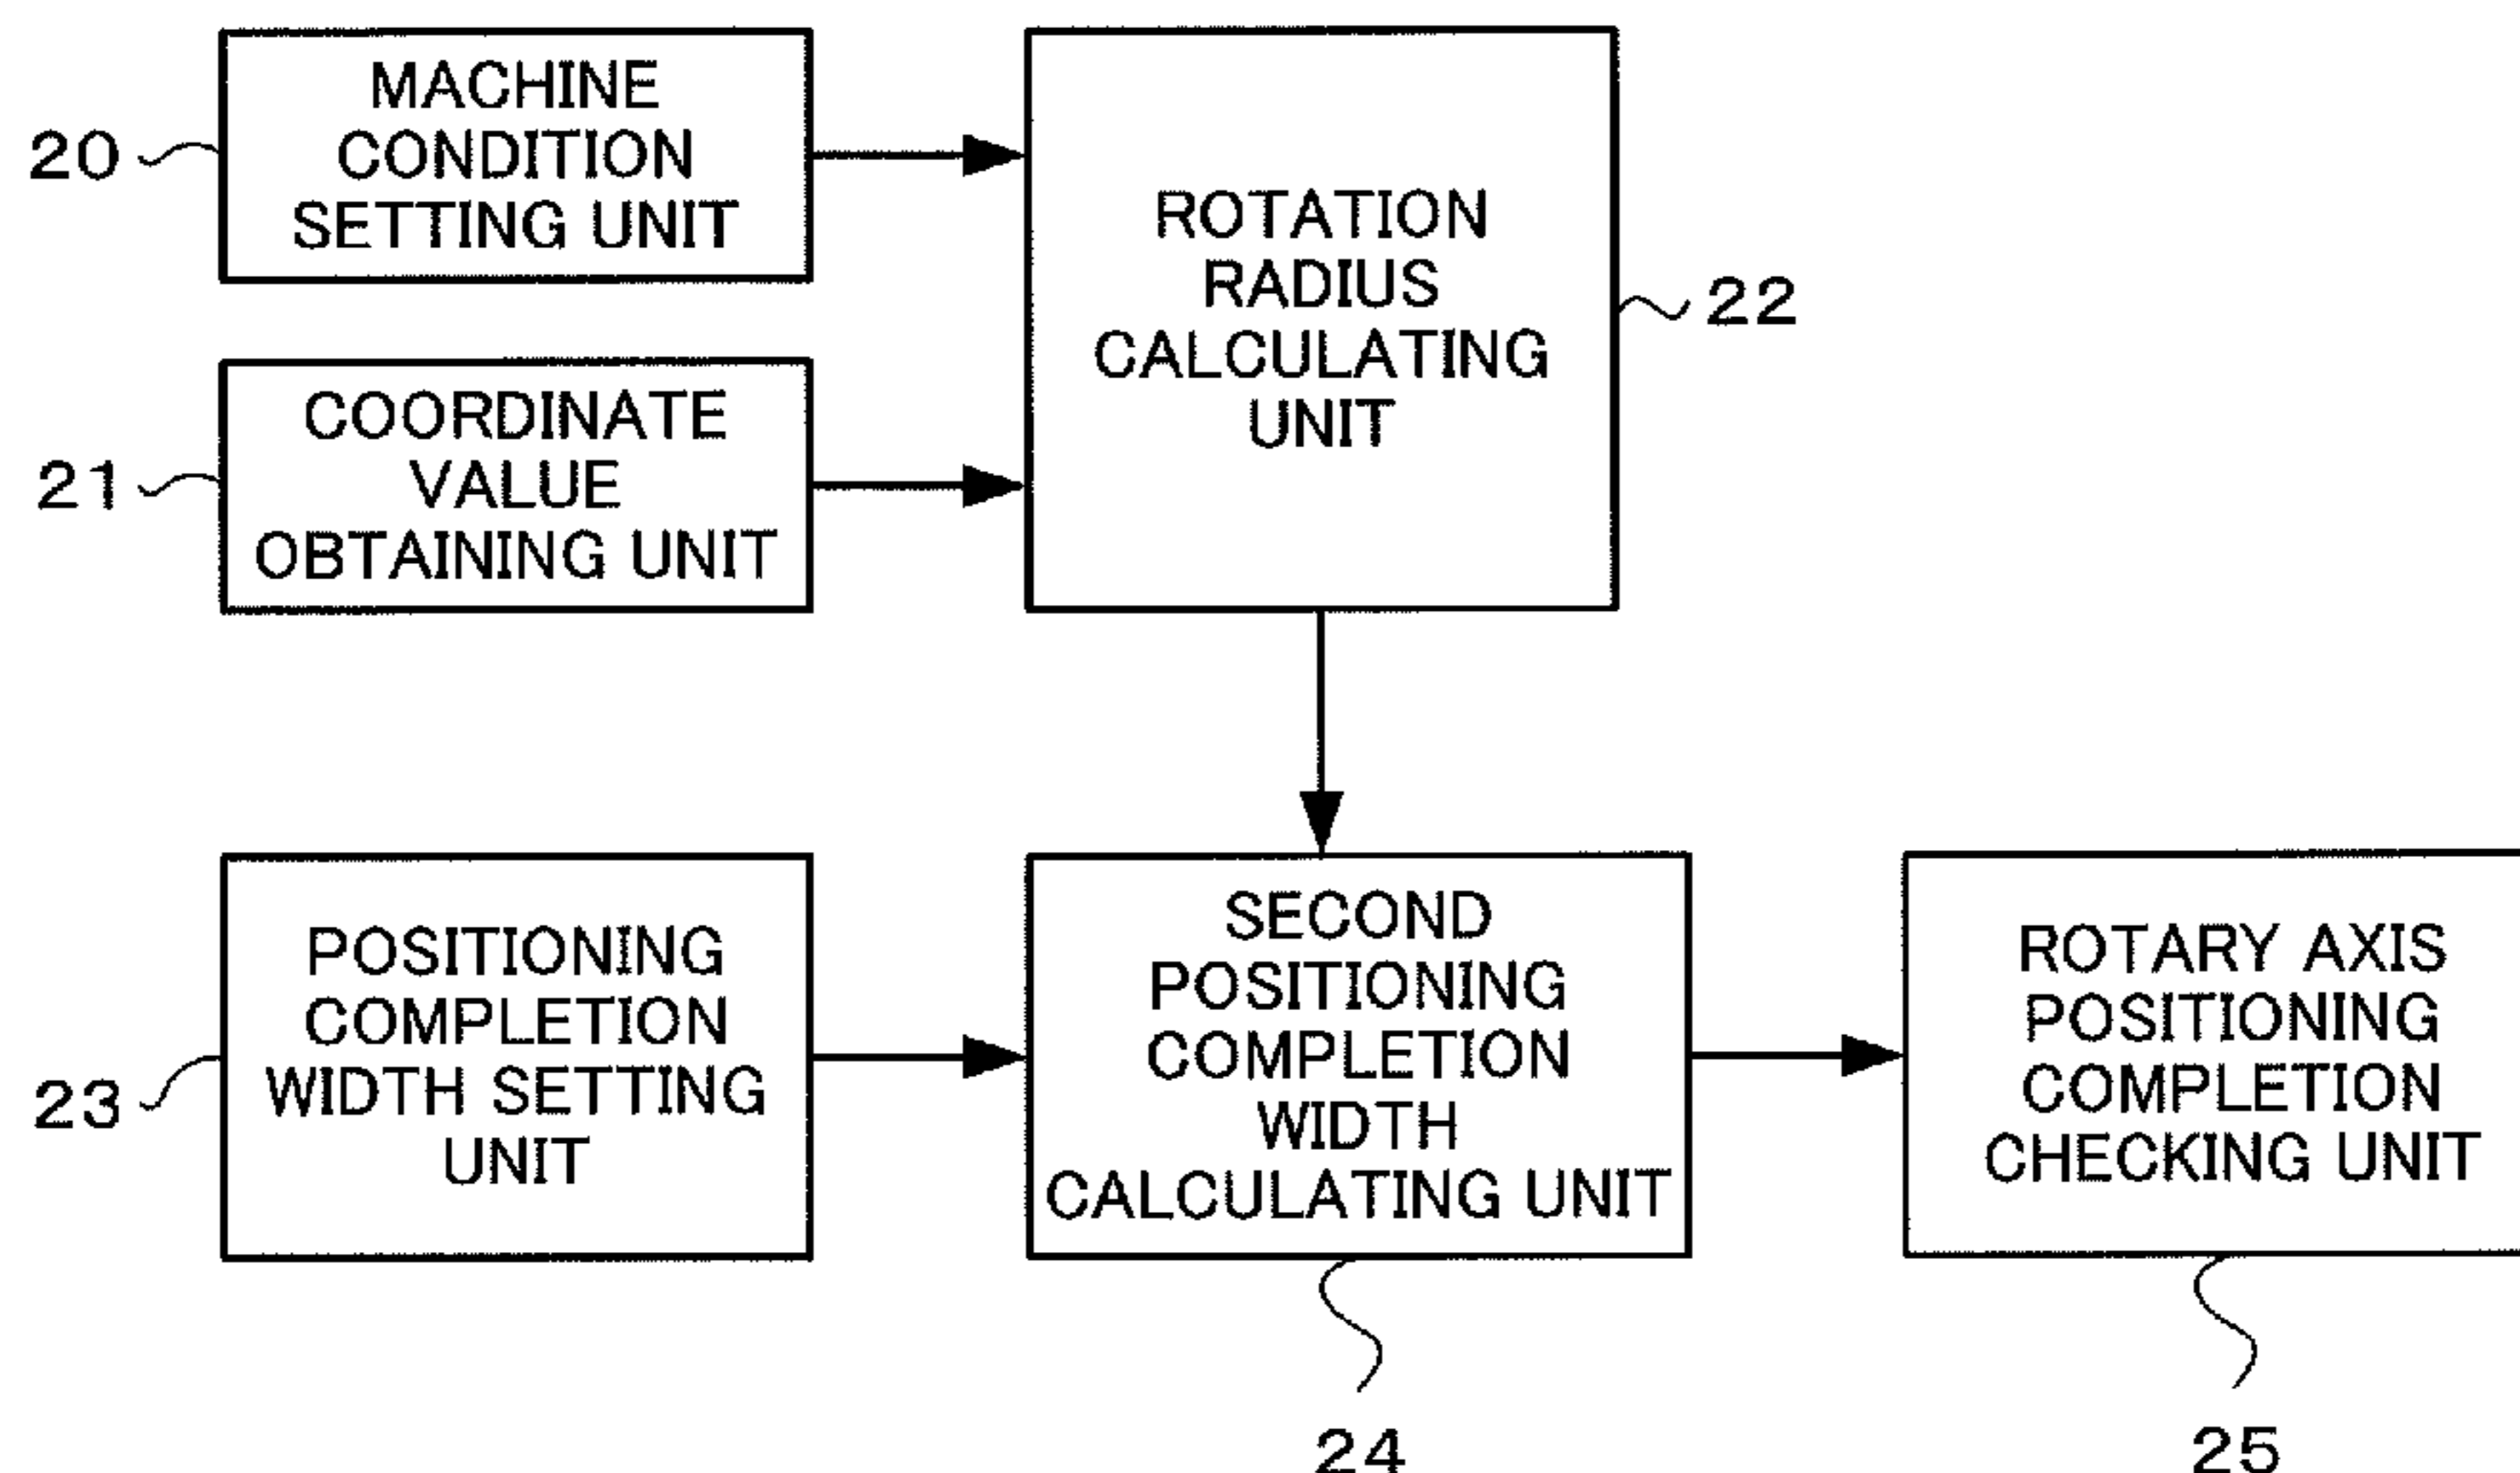 MACHINE
CONDITION
SETTING UNIT
20
COORDINATE
VALUE
OBTAINING UNIT
21
ROTATION
RADIUS
CALCULATING
UNIT
22
POSITIONING
COMPLETION
WIDTH SETTING
UNIT
23
SECOND
POSITIONING
COMPLETION
WIDTH
CALCULATING UNIT
24
ROTARY AXIS
POSITIONING
COMPLETION
CHECKING UNIT
25